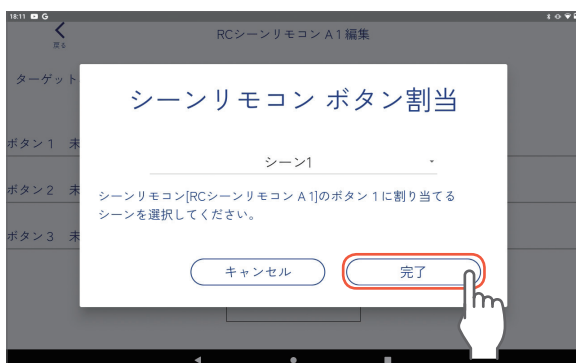 18:11 G
戻る
RCシーンリモコン A1編集
ターゲット
シーンリモコン ボタン割当
ボタン1 未
シーン1
ボタン2 未
シーンリモコン[RCシーンリモコン A1]のボタン 1 に割り当てる
シーンを選択してください。
ボタン3 未
キャンセル
完了